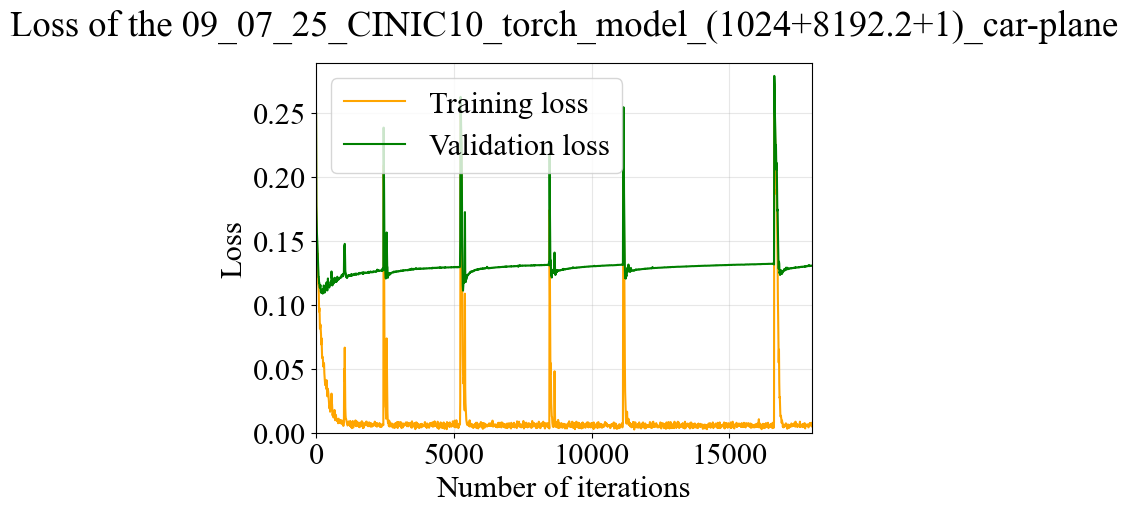 Loss of the 09_07_25_CINIC10_torch_model_(1024+8192.2+1)_car-plane
Training loss
Validation loss
0.25
0.20
0.15
0.10
0.05
0.00
Loss
0
5000
10000
15000
Number of iterations